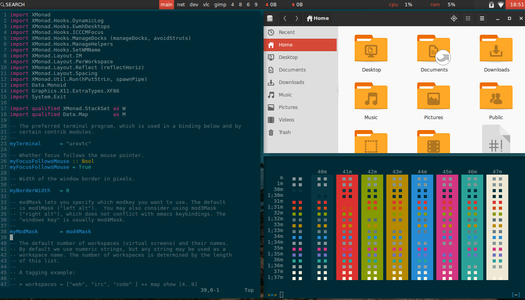 SEARCH
main net dev vlc gimp 4 8 6 9
0B 0B
cpu: 1% ram: 5%
18:51
import XMonad
import XMonad.Hooks.DynamicLog
import XMonad.Hooks.EwmhDesktops
import XMonad.Hooks.ICCCMFocus
import XMonad.Hooks.ManageDocks (manageDocks, avoidStruts)
import XMonad.Hooks.ManageHelpers
import XMonad.Hooks.SetWMName
import XMonad.Layout.IM
import XMonad.Layout.PerWorkspace
import XMonad.Layout.Reflect (reflectHoriz)
import XMonad.Layout.Spacing
import XMonad.Util.Run(hPutStrLn, spawnPipe)
import Data.Monoid
import Graphics.X11.ExtraTypes.XF86
import System.Exit
import qualified XMonad.StackSet as W
import qualified Data.Map as M
-- The preferred terminal program, which is used in a binding below and by
-- certain contrib modules.
myTerminal = "urxvtc"
-- Whether focus follows the mouse pointer.
myFocusFollowsMouse :: Bool
myFocusFollowsMouse = True
-- Width of the window border in pixels.
myBorderWidth = 0
-- modMask lets you specify which modkey you want to use. The default
-- is mod1Mask ("left alt"). You may also consider using mod3Mask
-- ("right alt"), which does not conflict with emacs keybindings. The
-- "windows key" is usually mod4Mask.
myModMask = mod4Mask
-- The default number of workspaces (virtual screens) and their names.
-- By default we use numeric strings, but any string may be used as a
-- workspace name. The number of workspaces is determined by the length
-- of this list.
-- A tagging example:
-- > workspaces = ["web", "irc", "code" ] ++ map show [4..9]
39,0-1 Top
Home
Recent
Home
Desktop
Documents
Downloads
Music
Pictures
Videos
Trash
Desktop
Documents
Downloads
Music
Pictures
Public
40m 41m 42m 43m 44m 45m 46m 47m
m
1m
30m
1;30m
31m
1;31m
32m
1;32m
33m
1;33m
34m
1;34m
35m
1;35m
36m
1;36m
37m
1;37m
>>>